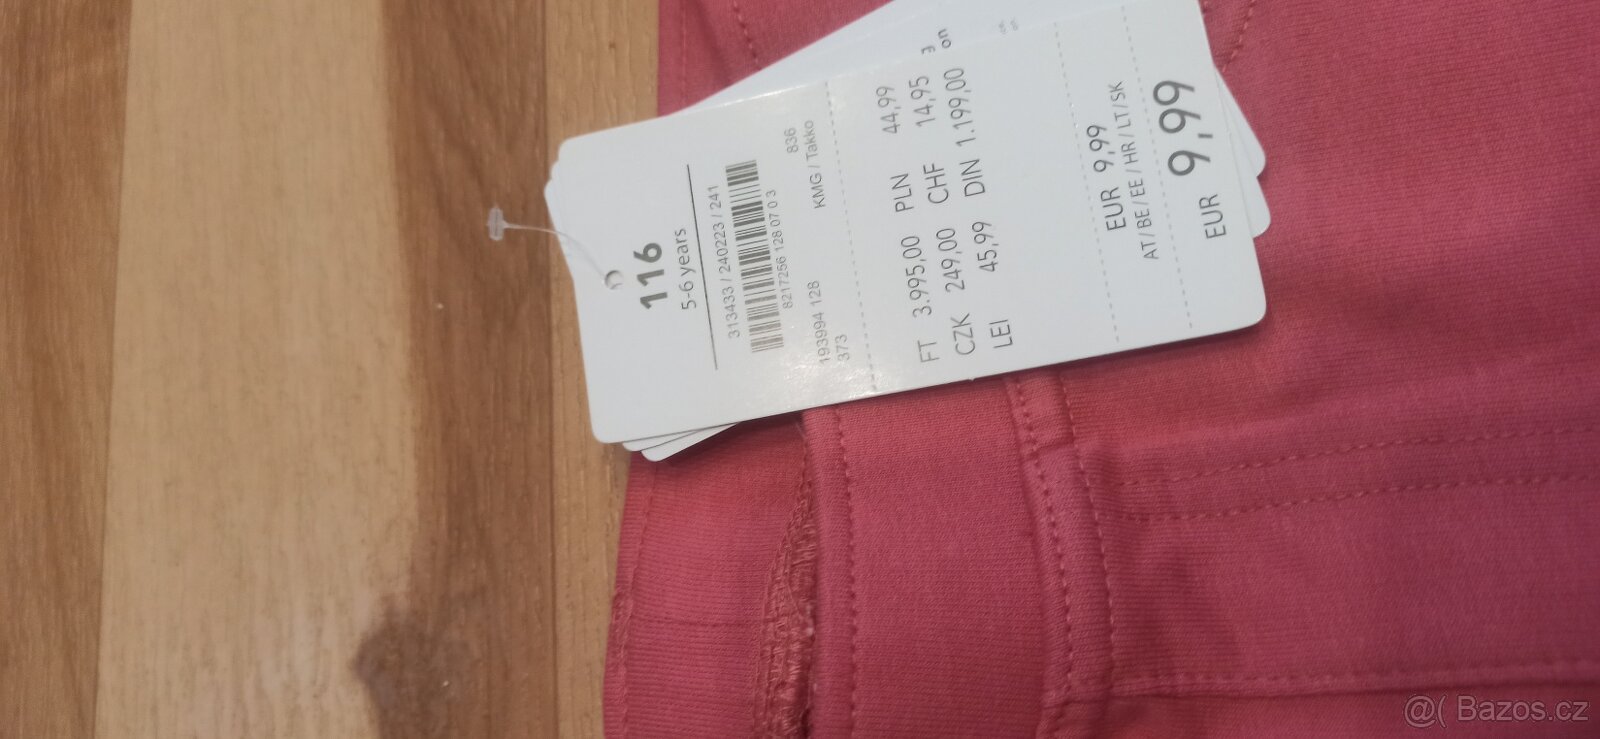 116
5-6 years
313433 / 240223 / 241
8217256 128 07 0 3
193994 128 836
373 KMG / Takko
FT 3.995,00 PLN 44,99
CZK 249,00 CHF 14,95
LEI 45,99 DIN 1.199,00
EUR 9,99
AT/BE/EE/HR/LT/SK
EUR 9,99
on
@( Bazos.cz